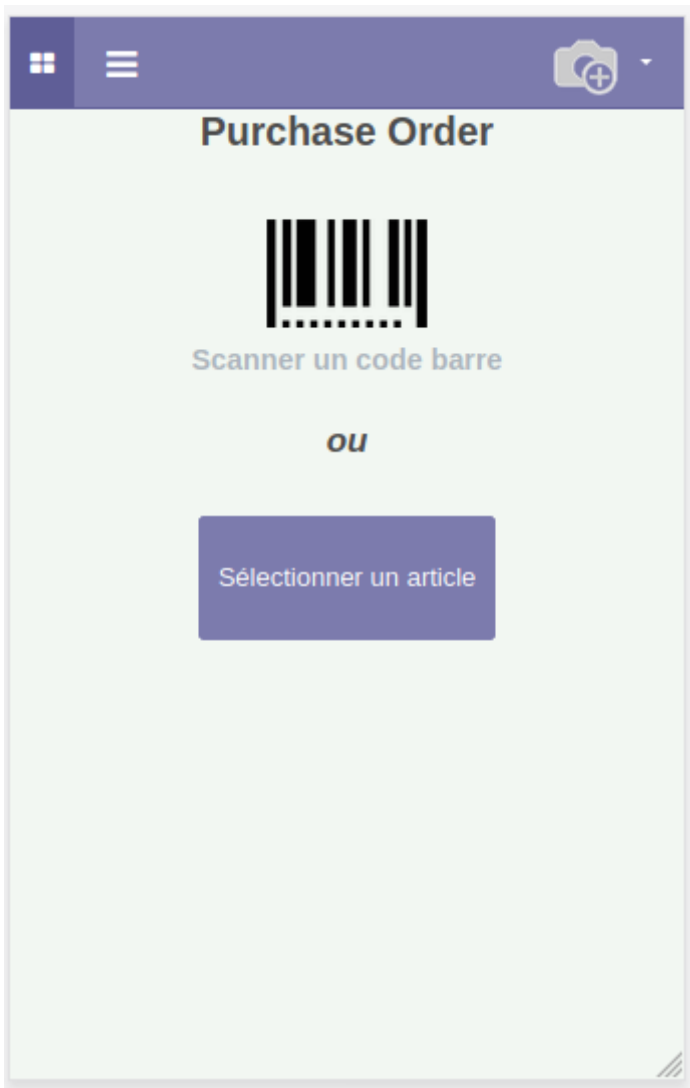 Purchase Order
Scanner un code barre
ou
Sélectionner un article